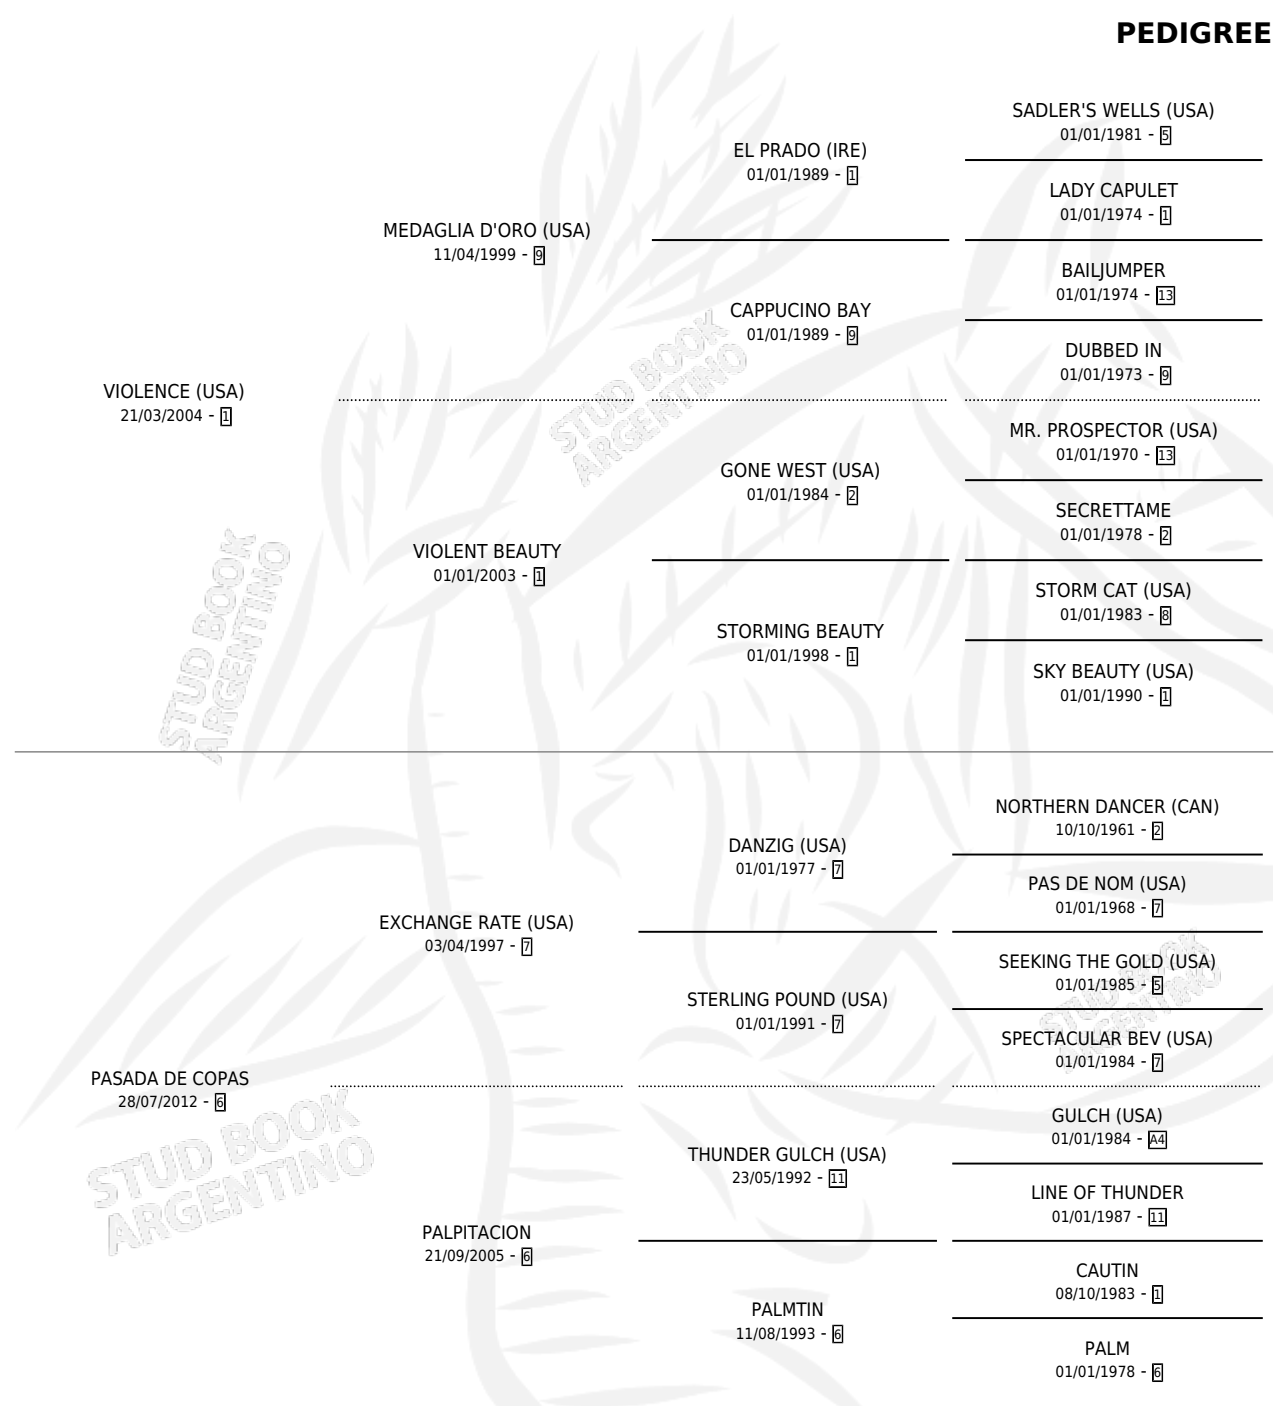 PEDIGREE
VIOLENCE (USA)
21/03/2004 - 1
MEDAGLIA D'ORO (USA)
11/04/1999 - 9
VIOLENT BEAUTY
01/01/2003 - 1
EL PRADO (IRE)
01/01/1989 - 1
CAPPUCINO BAY
01/01/1989 - 9
GONE WEST (USA)
01/01/1984 - 2
STORMING BEAUTY
01/01/1998 - 1
SADLER'S WELLS (USA)
01/01/1981 - 5
LADY CAPULET
01/01/1974 - 1
BAILJUMPER
01/01/1974 - 13
DUBBED IN
01/01/1973 - 9
MR. PROSPECTOR (USA)
01/01/1970 - 13
SECRETTAME
01/01/1978 - 2
STORM CAT (USA)
01/01/1983 - 8
SKY BEAUTY (USA)
01/01/1990 - 1
PASADA DE COPAS
28/07/2012 - 6
EXCHANGE RATE (USA)
03/04/1997 - 7
PALPITACION
21/09/2005 - 6
DANZIG (USA)
01/01/1977 - 7
STERLING POUND (USA)
01/01/1991 - 7
THUNDER GULCH (USA)
23/05/1992 - 11
PALMTIN
11/08/1993 - 6
NORTHERN DANCER (CAN)
10/10/1961 - 2
PAS DE NOM (USA)
01/01/1968 - 7
SEEKING THE GOLD (USA)
01/01/1985 - 5
SPECTACULAR BEV (USA)
01/01/1984 - 7
GULCH (USA)
01/01/1984 - A4
LINE OF THUNDER
01/01/1987 - 11
CAUTIN
08/10/1983 - 1
PALM
01/01/1978 - 6
STUD BOOK
ARGENTINO
STUD BOOK
ARGENTINO
STUD BOOK
ARGENTINO
STUD BOOK
ARGENTINO